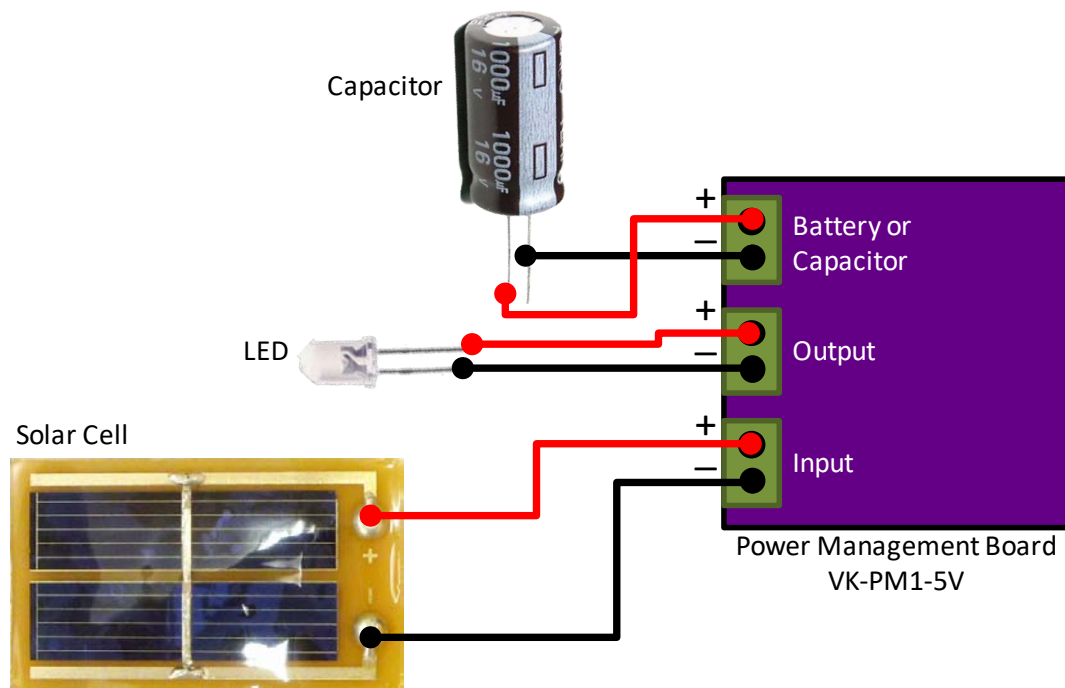 Capacitor
1000µF
16 v
1000µF
16 v
+
−
Battery or
Capacitor
+
−
Output
LED
+
−
Input
Solar Cell
+
−
Power Management Board
VK-PM1-5V